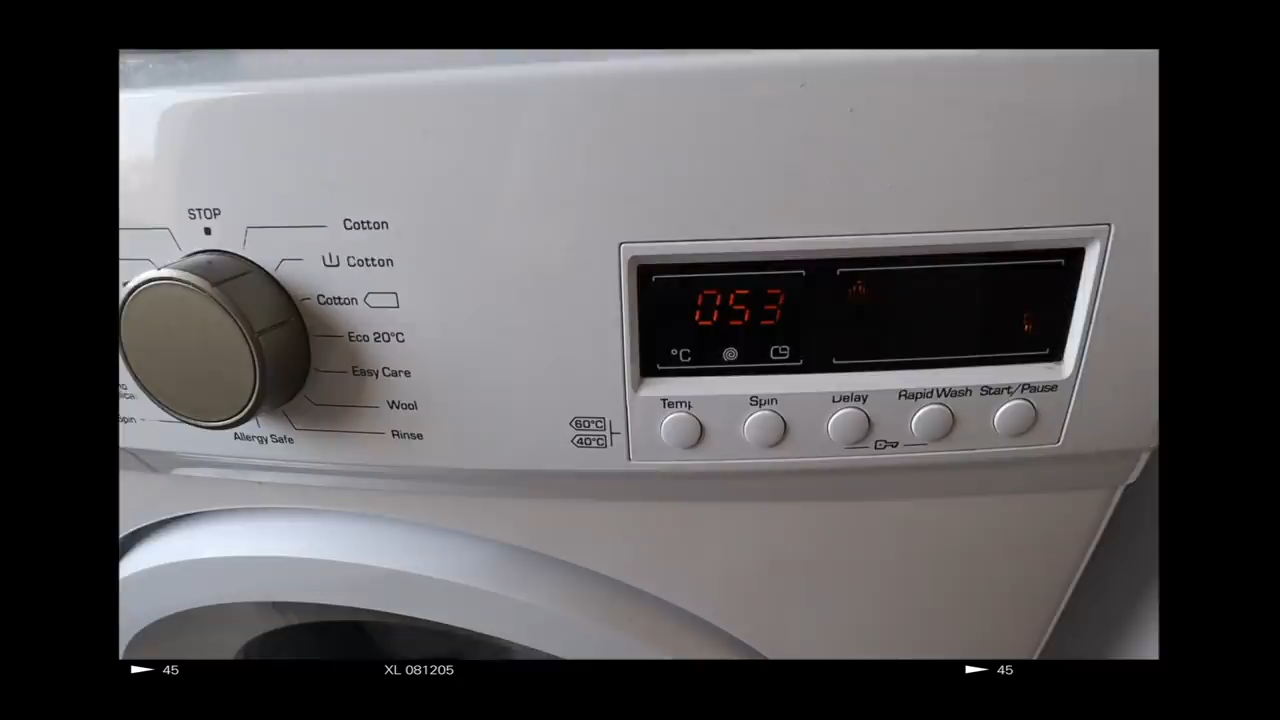 STOP
Cotton
Cotton
Cotton
Eco 20°C
Easy Care
Wool
Rinse
Allergy Safe
053
°C
Temp Spin Delay Rapid Wash Start/Pause
60°C
40°C
45 XL 081205 45